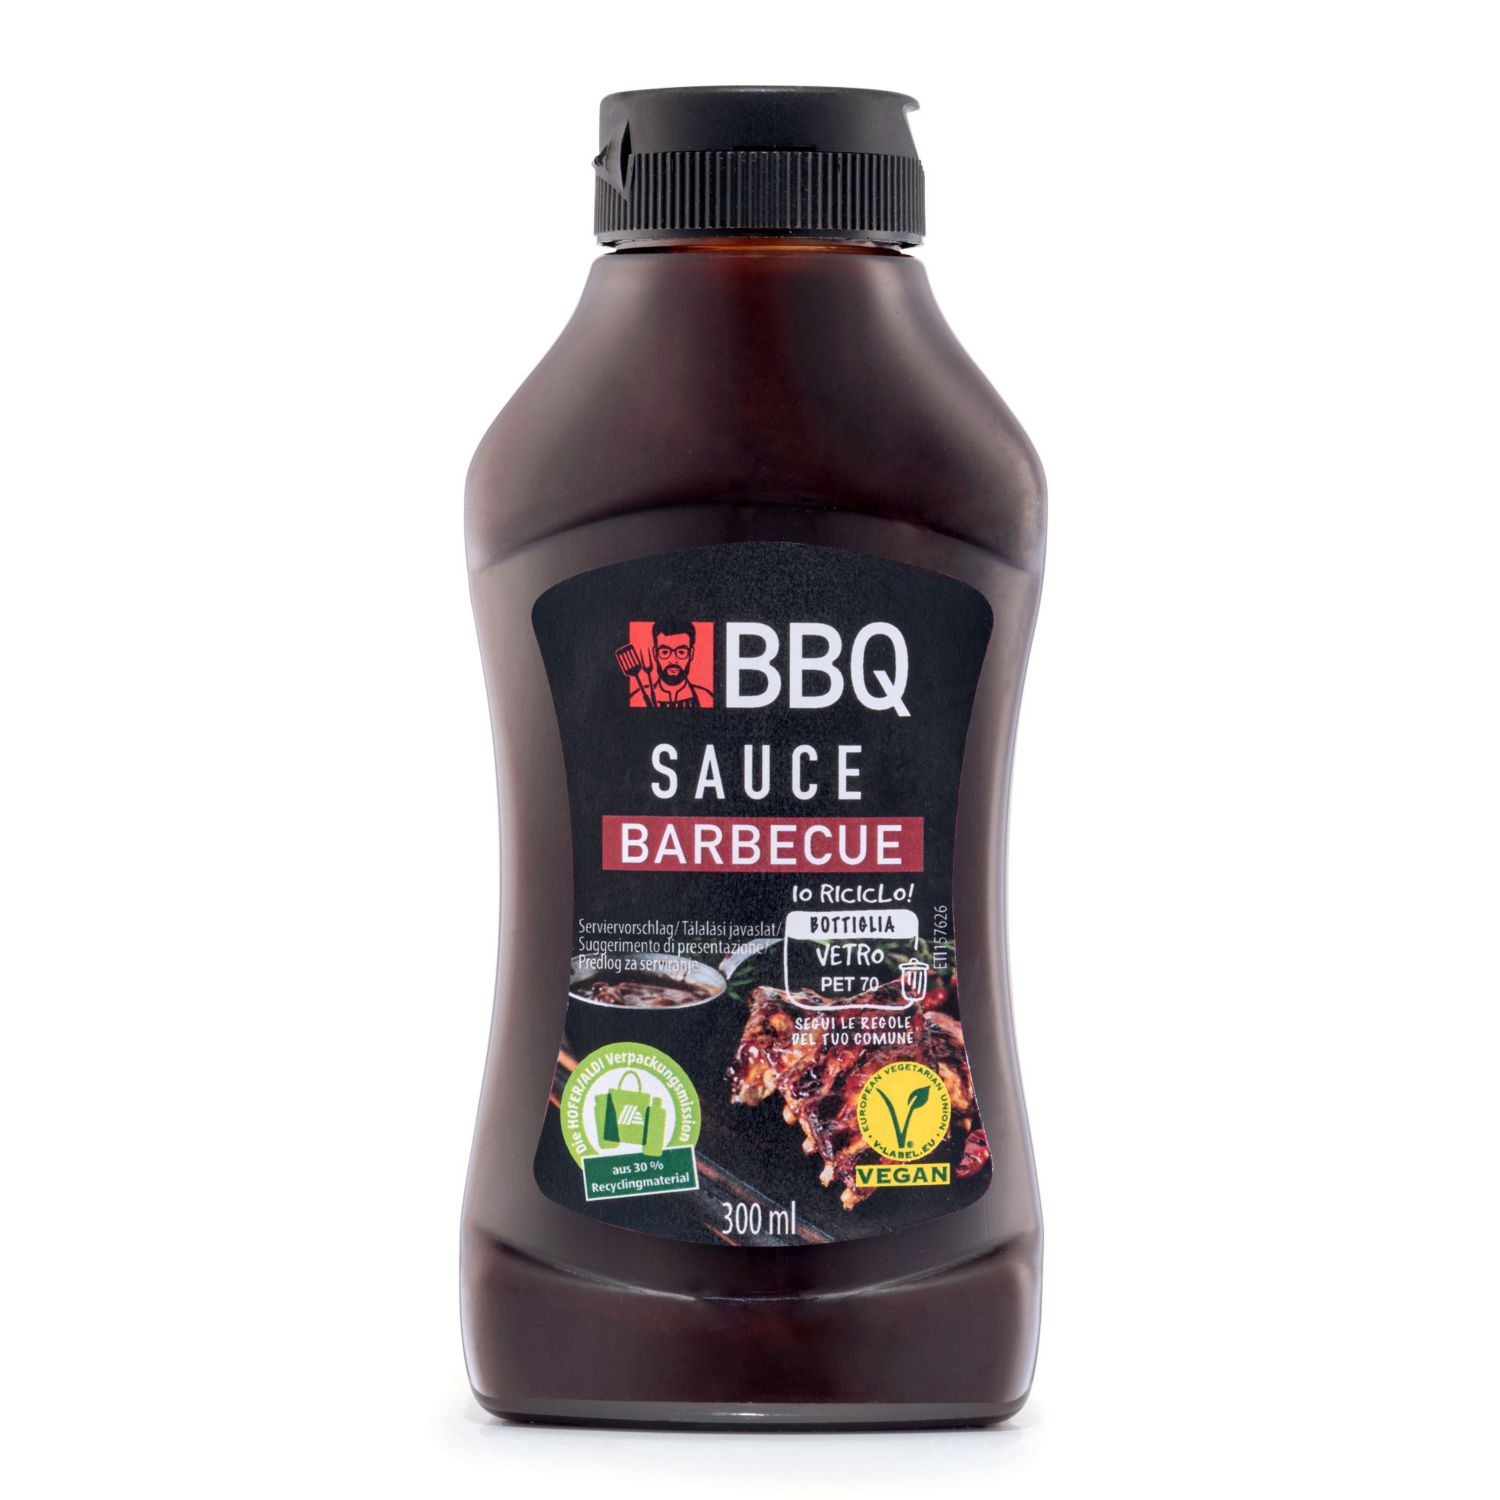 BBQ
SAUCE
BARBECUE
IO RICICLO!
BOTTIGLIA
VETRO
PET 70
SEGUI LE REGOLE
DEL TUO COMUNE
ETI157626
Serviervorschlag/Tálalási javaslat/
Suggerimento di presentazione/
Predlog za serviranje
Die HOFER/ALDI Verpackungsmission
aus 30 %
Recyclingmaterial
EUROPEAN VEGETARIAN UNION
V-LABEL.EU
VEGAN
300 ml